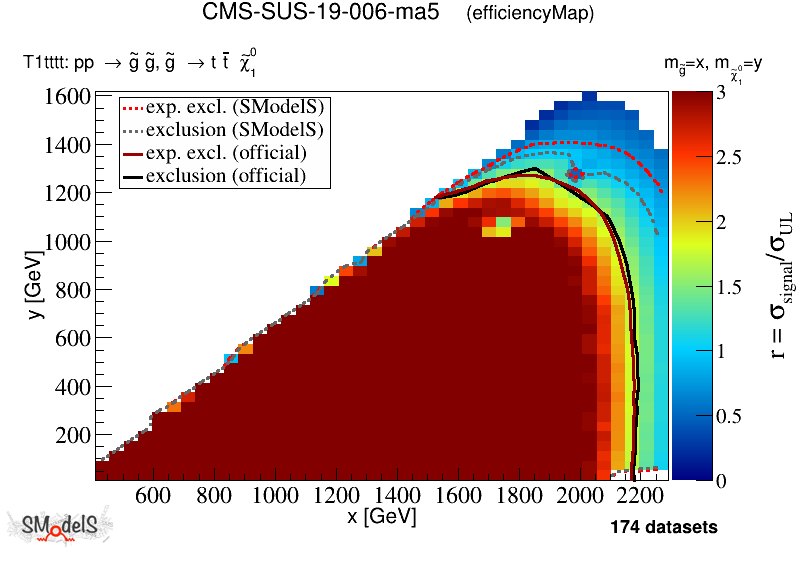 CMS-SUS-19-006-ma5 (efficiencyMap)
T1tttt: pp → g̃ g̃, g̃ → t t̄ χ̃⁰₁ m_g̃=x, m_χ̃⁰₁=y
exp. excl. (SModelS)
exclusion (SModelS)
exp. excl. (official)
exclusion (official)
1600
1400
1200
1000
800
600
400
200
y [GeV]
600 800 1000 1200 1400 1600 1800 2000 2200
x [GeV]
3
2.5
2
1.5
1
0.5
0
r = σ_signal/σ_UL
SModelS
174 datasets